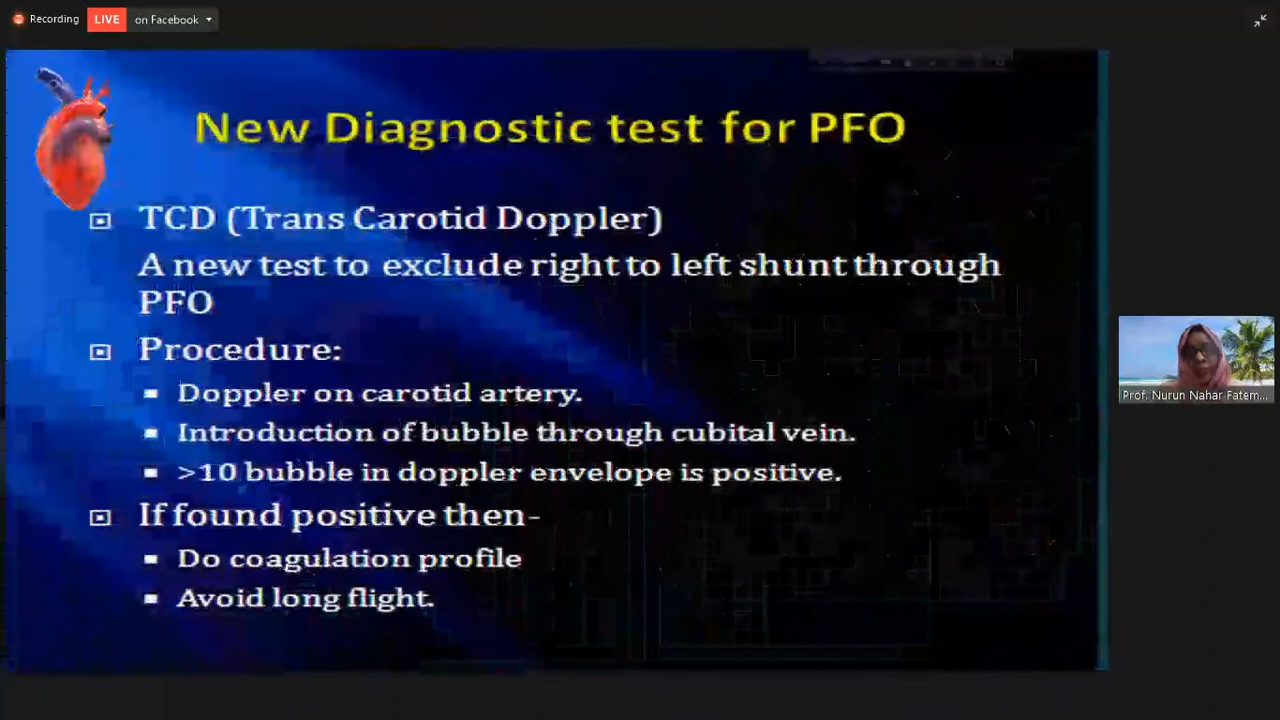 Recording
LIVE
on Facebook
New Diagnostic test for PFO
TCD (Trans Carotid Doppler)
A new test to exclude right to left shunt through
PFO
Procedure:
Doppler on carotid artery.
Introduction of bubble through cubital vein.
>10 bubble in doppler envelope is positive.
If found positive then-
Do coagulation profile
Avoid long flight.
Prof. Nurun Nahar Fatem...